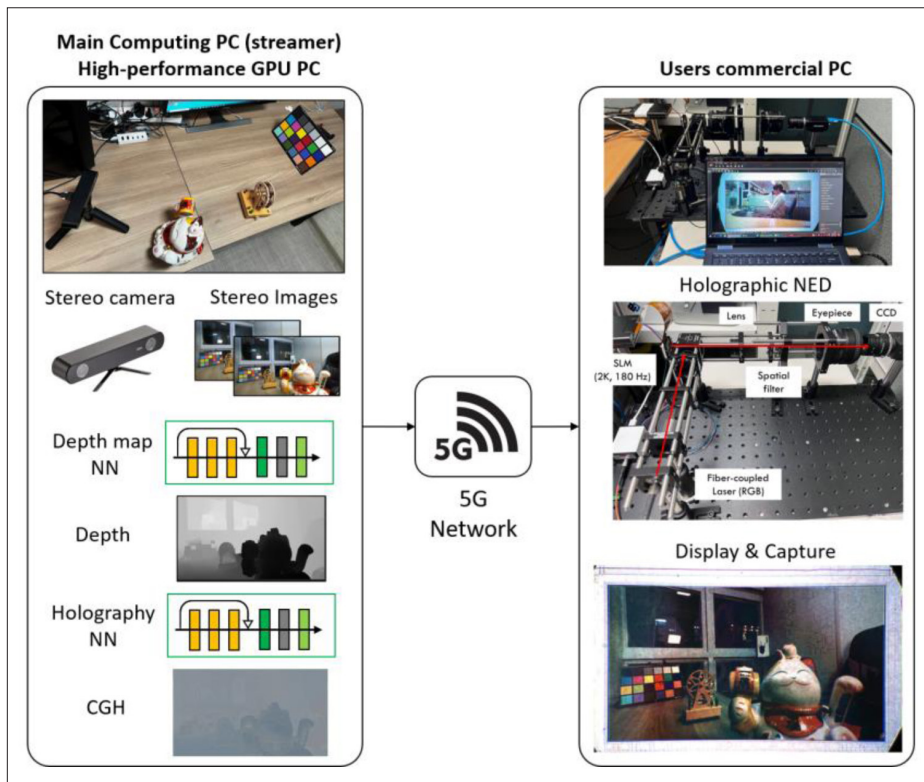 Main Computing PC (streamer)
High-performance GPU PC
Stereo camera
Stereo Images
Depth map
NN
Depth
Holography
NN
CGH
5G
5G
Network
Users commercial PC
Holographic NED
Lens
Eyepiece
CCD
SLM
(2K, 180 Hz)
Spatial
filter
Fiber-coupled
Laser (RGB)
Display & Capture